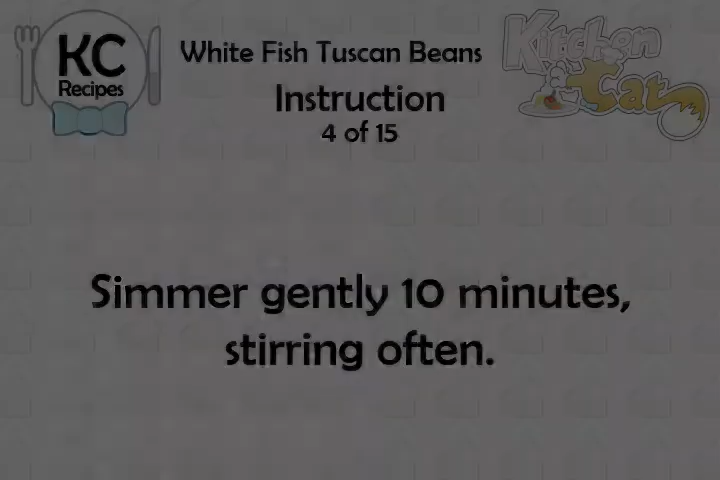 KC
Recipes
White Fish Tuscan Beans
Instruction
4 of 15
Kitchen
Cat
Simmer gently 10 minutes,
stirring often.